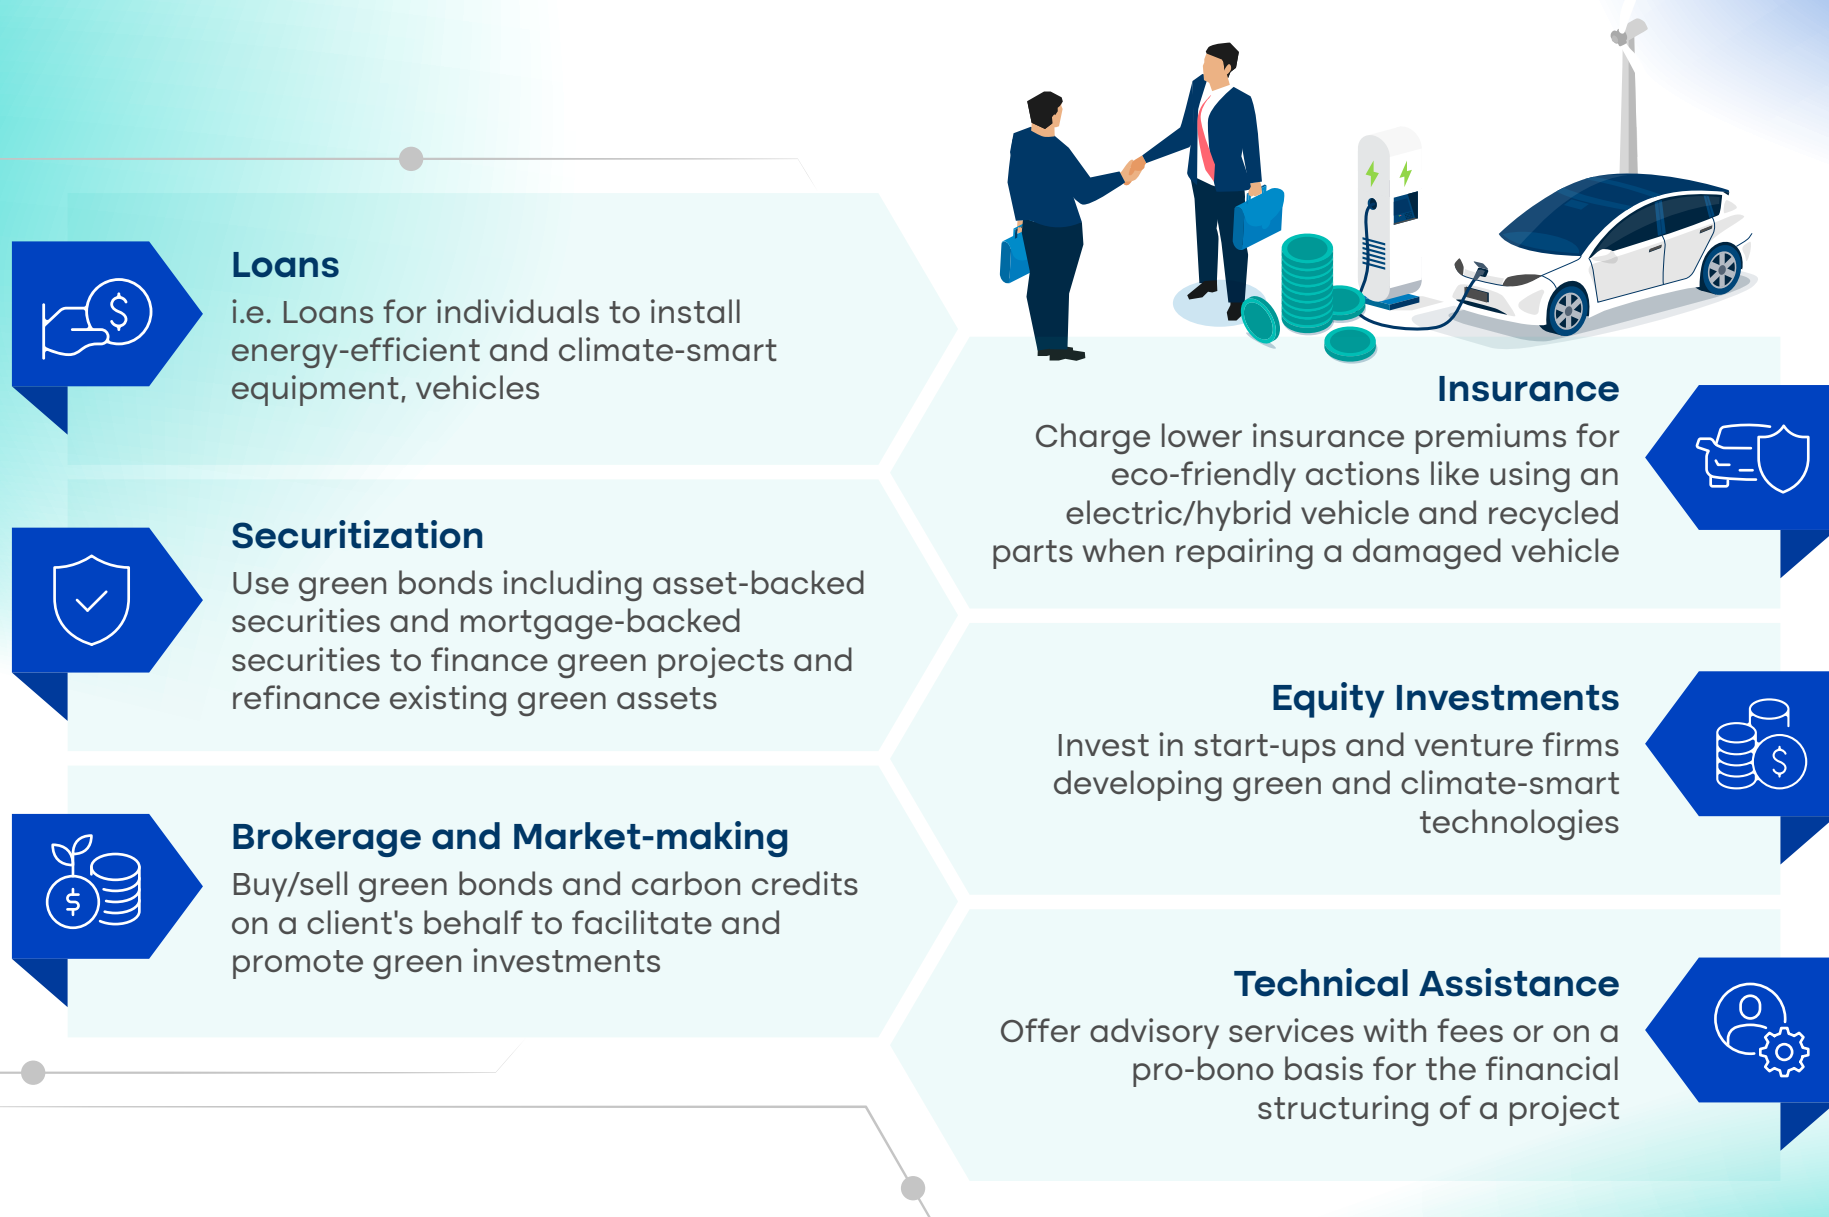 Loans
i.e. Loans for individuals to install
energy-efficient and climate-smart
equipment, vehicles
Securitization
Use green bonds including asset-backed
securities and mortgage-backed
securities to finance green projects and
refinance existing green assets
Brokerage and Market-making
Buy/sell green bonds and carbon credits
on a client's behalf to facilitate and
promote green investments
Insurance
Charge lower insurance premiums for
eco-friendly actions like using an
electric/hybrid vehicle and recycled
parts when repairing a damaged vehicle
Equity Investments
Invest in start-ups and venture firms
developing green and climate-smart
technologies
Technical Assistance
Offer advisory services with fees or on a
pro-bono basis for the financial
structuring of a project